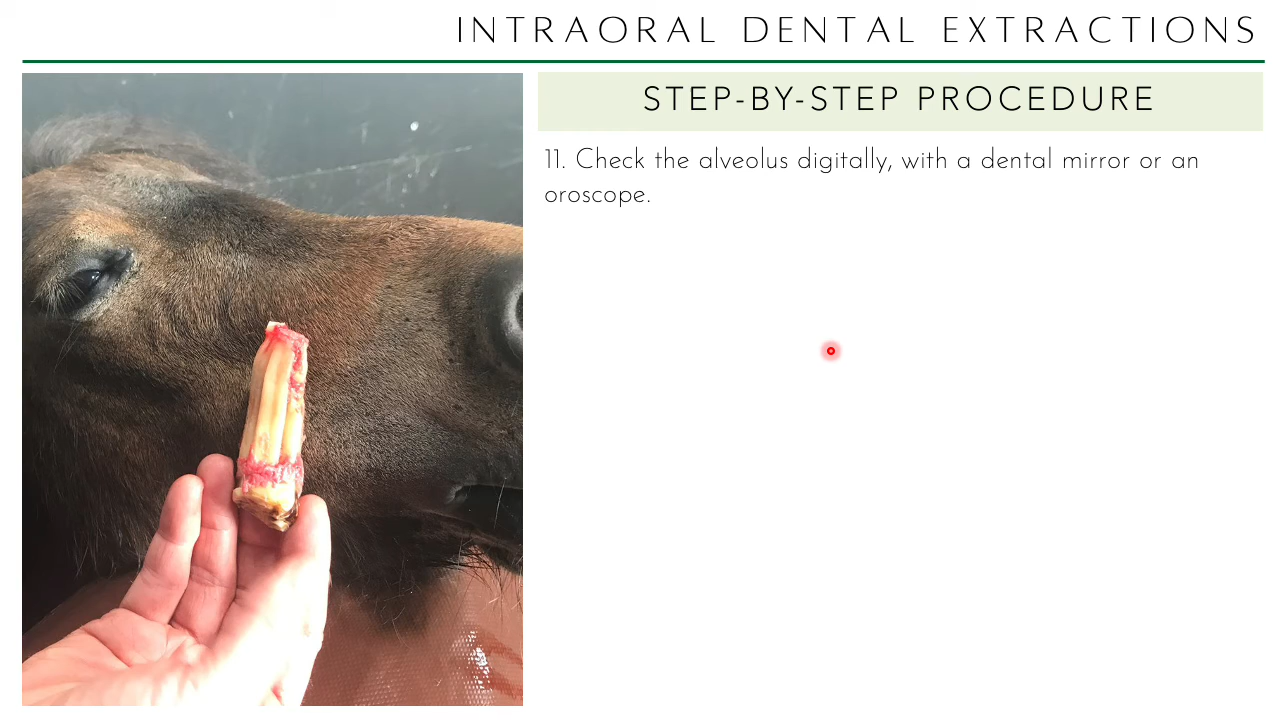 INTRAORAL DENTAL EXTRACTIONS
STEP-BY-STEP PROCEDURE
11. Check the alveolus digitally, with a dental mirror or an
oroscope.